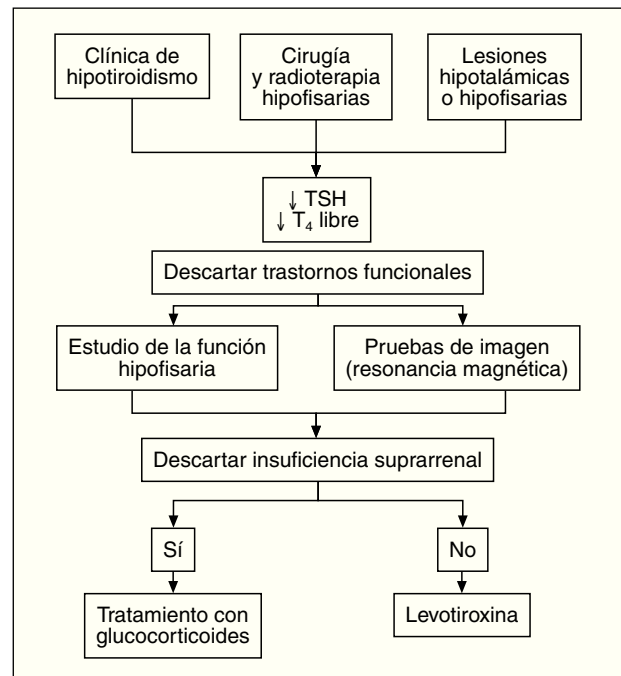 Clínica de
hipotiroidismo
Cirugía
y radioterapia
hipofisarias
Lesiones
hipotalámicas
o hipofisarias
↓ TSH
↓ T₄ libre
Descartar trastornos funcionales
Estudio de la función
hipofisaria
Pruebas de imagen
(resonancia magnética)
Descartar insuficiencia suprarrenal
Sí
No
Tratamiento con
glucocorticoides
Levotiroxina